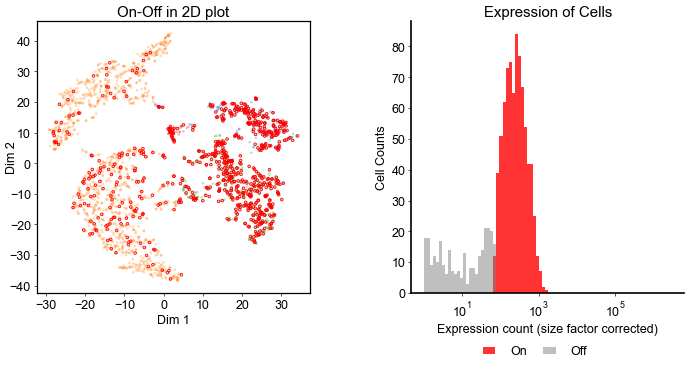 On-Off in 2D plot
Dim 2
40
30
20
10
0
−10
−20
−30
−40
−30 −20 −10 0 10 20 30
Dim 1
Expression of Cells
Cell Counts
80
70
60
50
40
30
20
10
0
10¹ 10³ 10⁵
Expression count (size factor corrected)
On Off